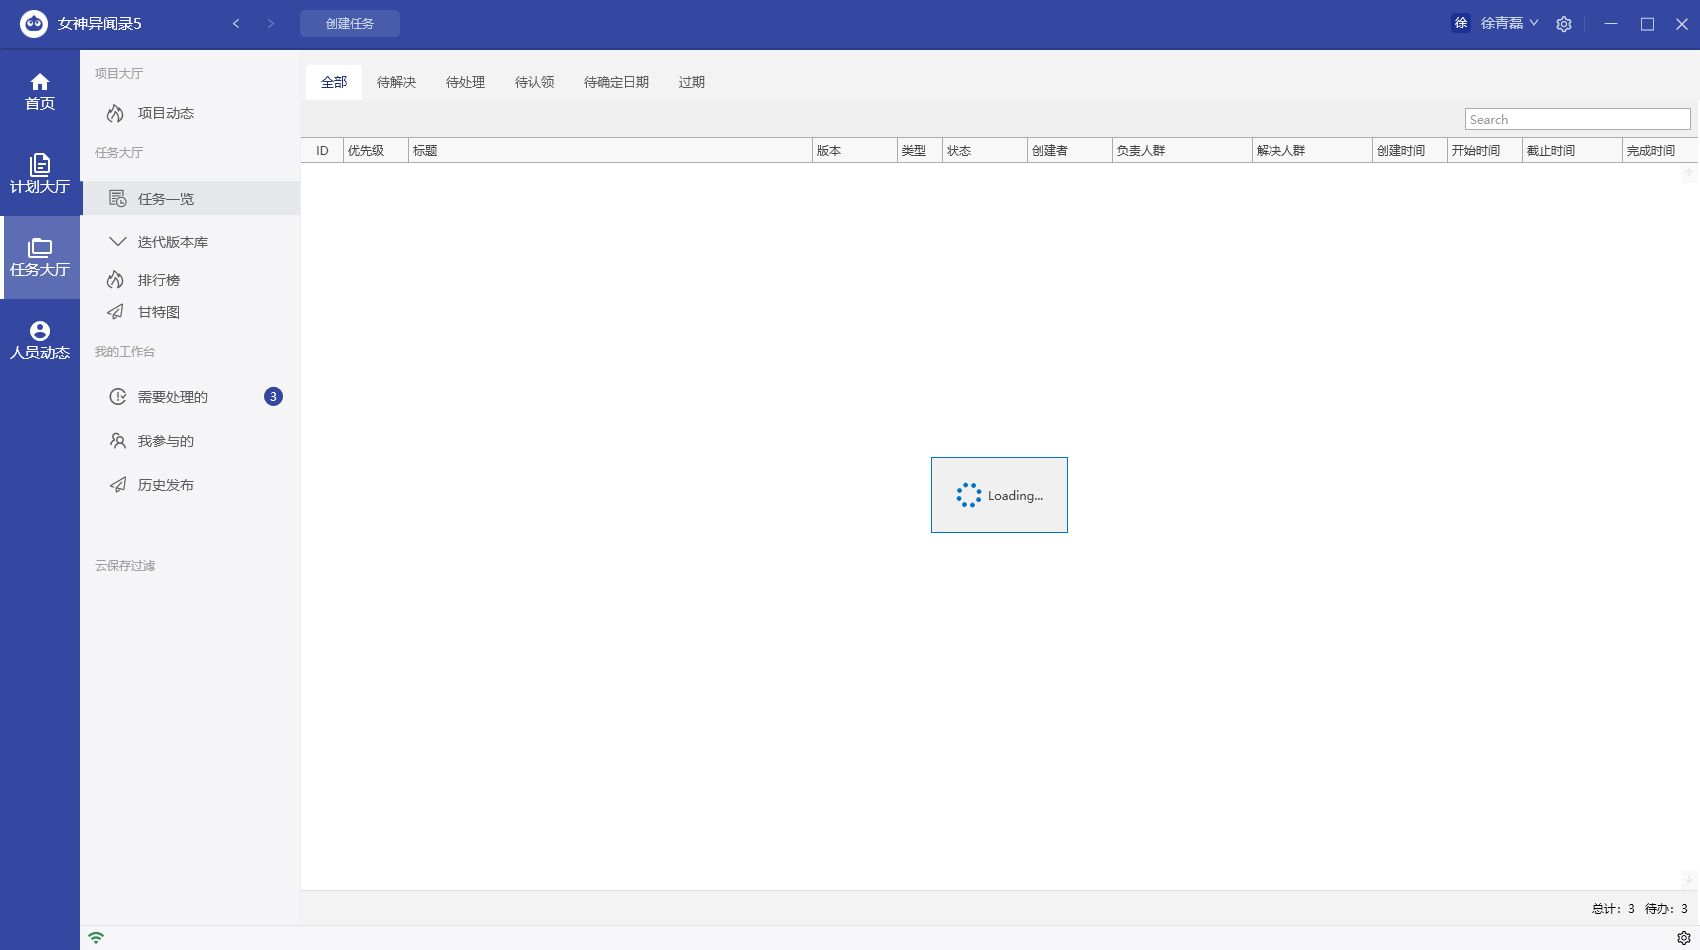 女神异闻录5
创建任务
徐 徐青磊
首页
计划大厅
任务大厅
人员动态
项目大厅
项目动态
任务大厅
任务一览
迭代版本库
排行榜
甘特图
我的工作台
需要处理的 3
我参与的
历史发布
云保存过滤
全部 待解决 待处理 待认领 待确定日期 过期
Search
ID 优先级 标题 版本 类型 状态 创建者 负责人群 解决人群 创建时间 开始时间 截止时间 完成时间
Loading...
总计: 3 待办: 3